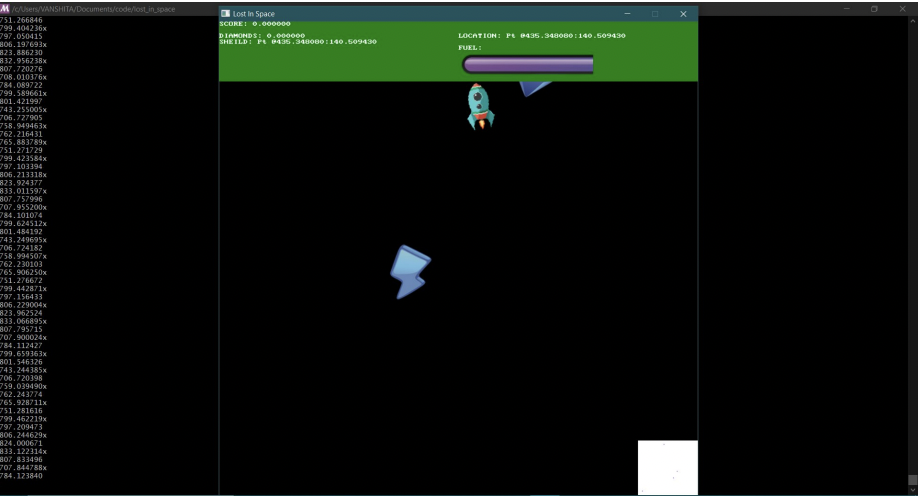 /c/Users/VANSHITA/Documents/code/lost_in_space
751.266846
799.404236x
797.050415
806.197693x
823.886230
832.956238x
807.720276
708.010376x
784.089722
799.589661x
801.421997
743.255005x
706.727905
758.949463x
762.216431
765.883789x
751.271729
799.423584x
797.103394
806.213318x
823.924377
833.011597x
807.757996
707.955200x
784.101074
799.624512x
801.484192
743.249695x
706.724182
758.994507x
762.230103
765.906250x
751.276672
799.442871x
797.156433
806.229004x
823.962524
833.066895x
807.795715
707.900024x
784.112427
799.659363x
801.546326
743.244385x
706.720398
759.039490x
762.243774
765.928711x
751.281616
799.462219x
797.209473
806.244629x
824.000671
833.122314x
807.833496
707.844788x
784.123840
Lost In Space
SCORE: 0.000000
DIAMONDS: 0.000000
SHEILD: Pt @435.348080:140.509430
LOCATION: Pt @435.348080:140.509430
FUEL: